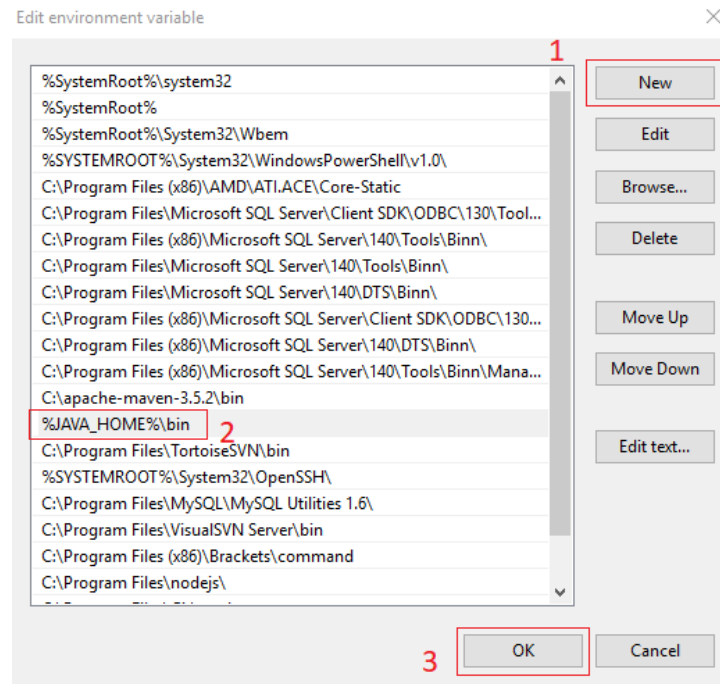 Edit environment variable
1
%SystemRoot%\system32
New
%SystemRoot%
%SystemRoot%\System32\Wbem
Edit
%SYSTEMROOT%\System32\WindowsPowerShell\v1.0\
C:\Program Files (x86)\AMD\ATI.ACE\Core-Static
Browse...
C:\Program Files\Microsoft SQL Server\Client SDK\ODBC\130\Tool...
C:\Program Files (x86)\Microsoft SQL Server\140\Tools\Binn\
Delete
C:\Program Files\Microsoft SQL Server\140\Tools\Binn\
C:\Program Files\Microsoft SQL Server\140\DTS\Binn\
C:\Program Files (x86)\Microsoft SQL Server\Client SDK\ODBC\130...
Move Up
C:\Program Files (x86)\Microsoft SQL Server\140\DTS\Binn\
C:\Program Files (x86)\Microsoft SQL Server\140\Tools\Binn\Mana...
Move Down
C:\apache-maven-3.5.2\bin
%JAVA_HOME%\bin
2
C:\Program Files\TortoiseSVN\bin
Edit text...
%SYSTEMROOT%\System32\OpenSSH\
C:\Program Files\MySQL\MySQL Utilities 1.6\
C:\Program Files\VisualSVN Server\bin
C:\Program Files (x86)\Brackets\command
C:\Program Files\nodejs\
3
OK
Cancel